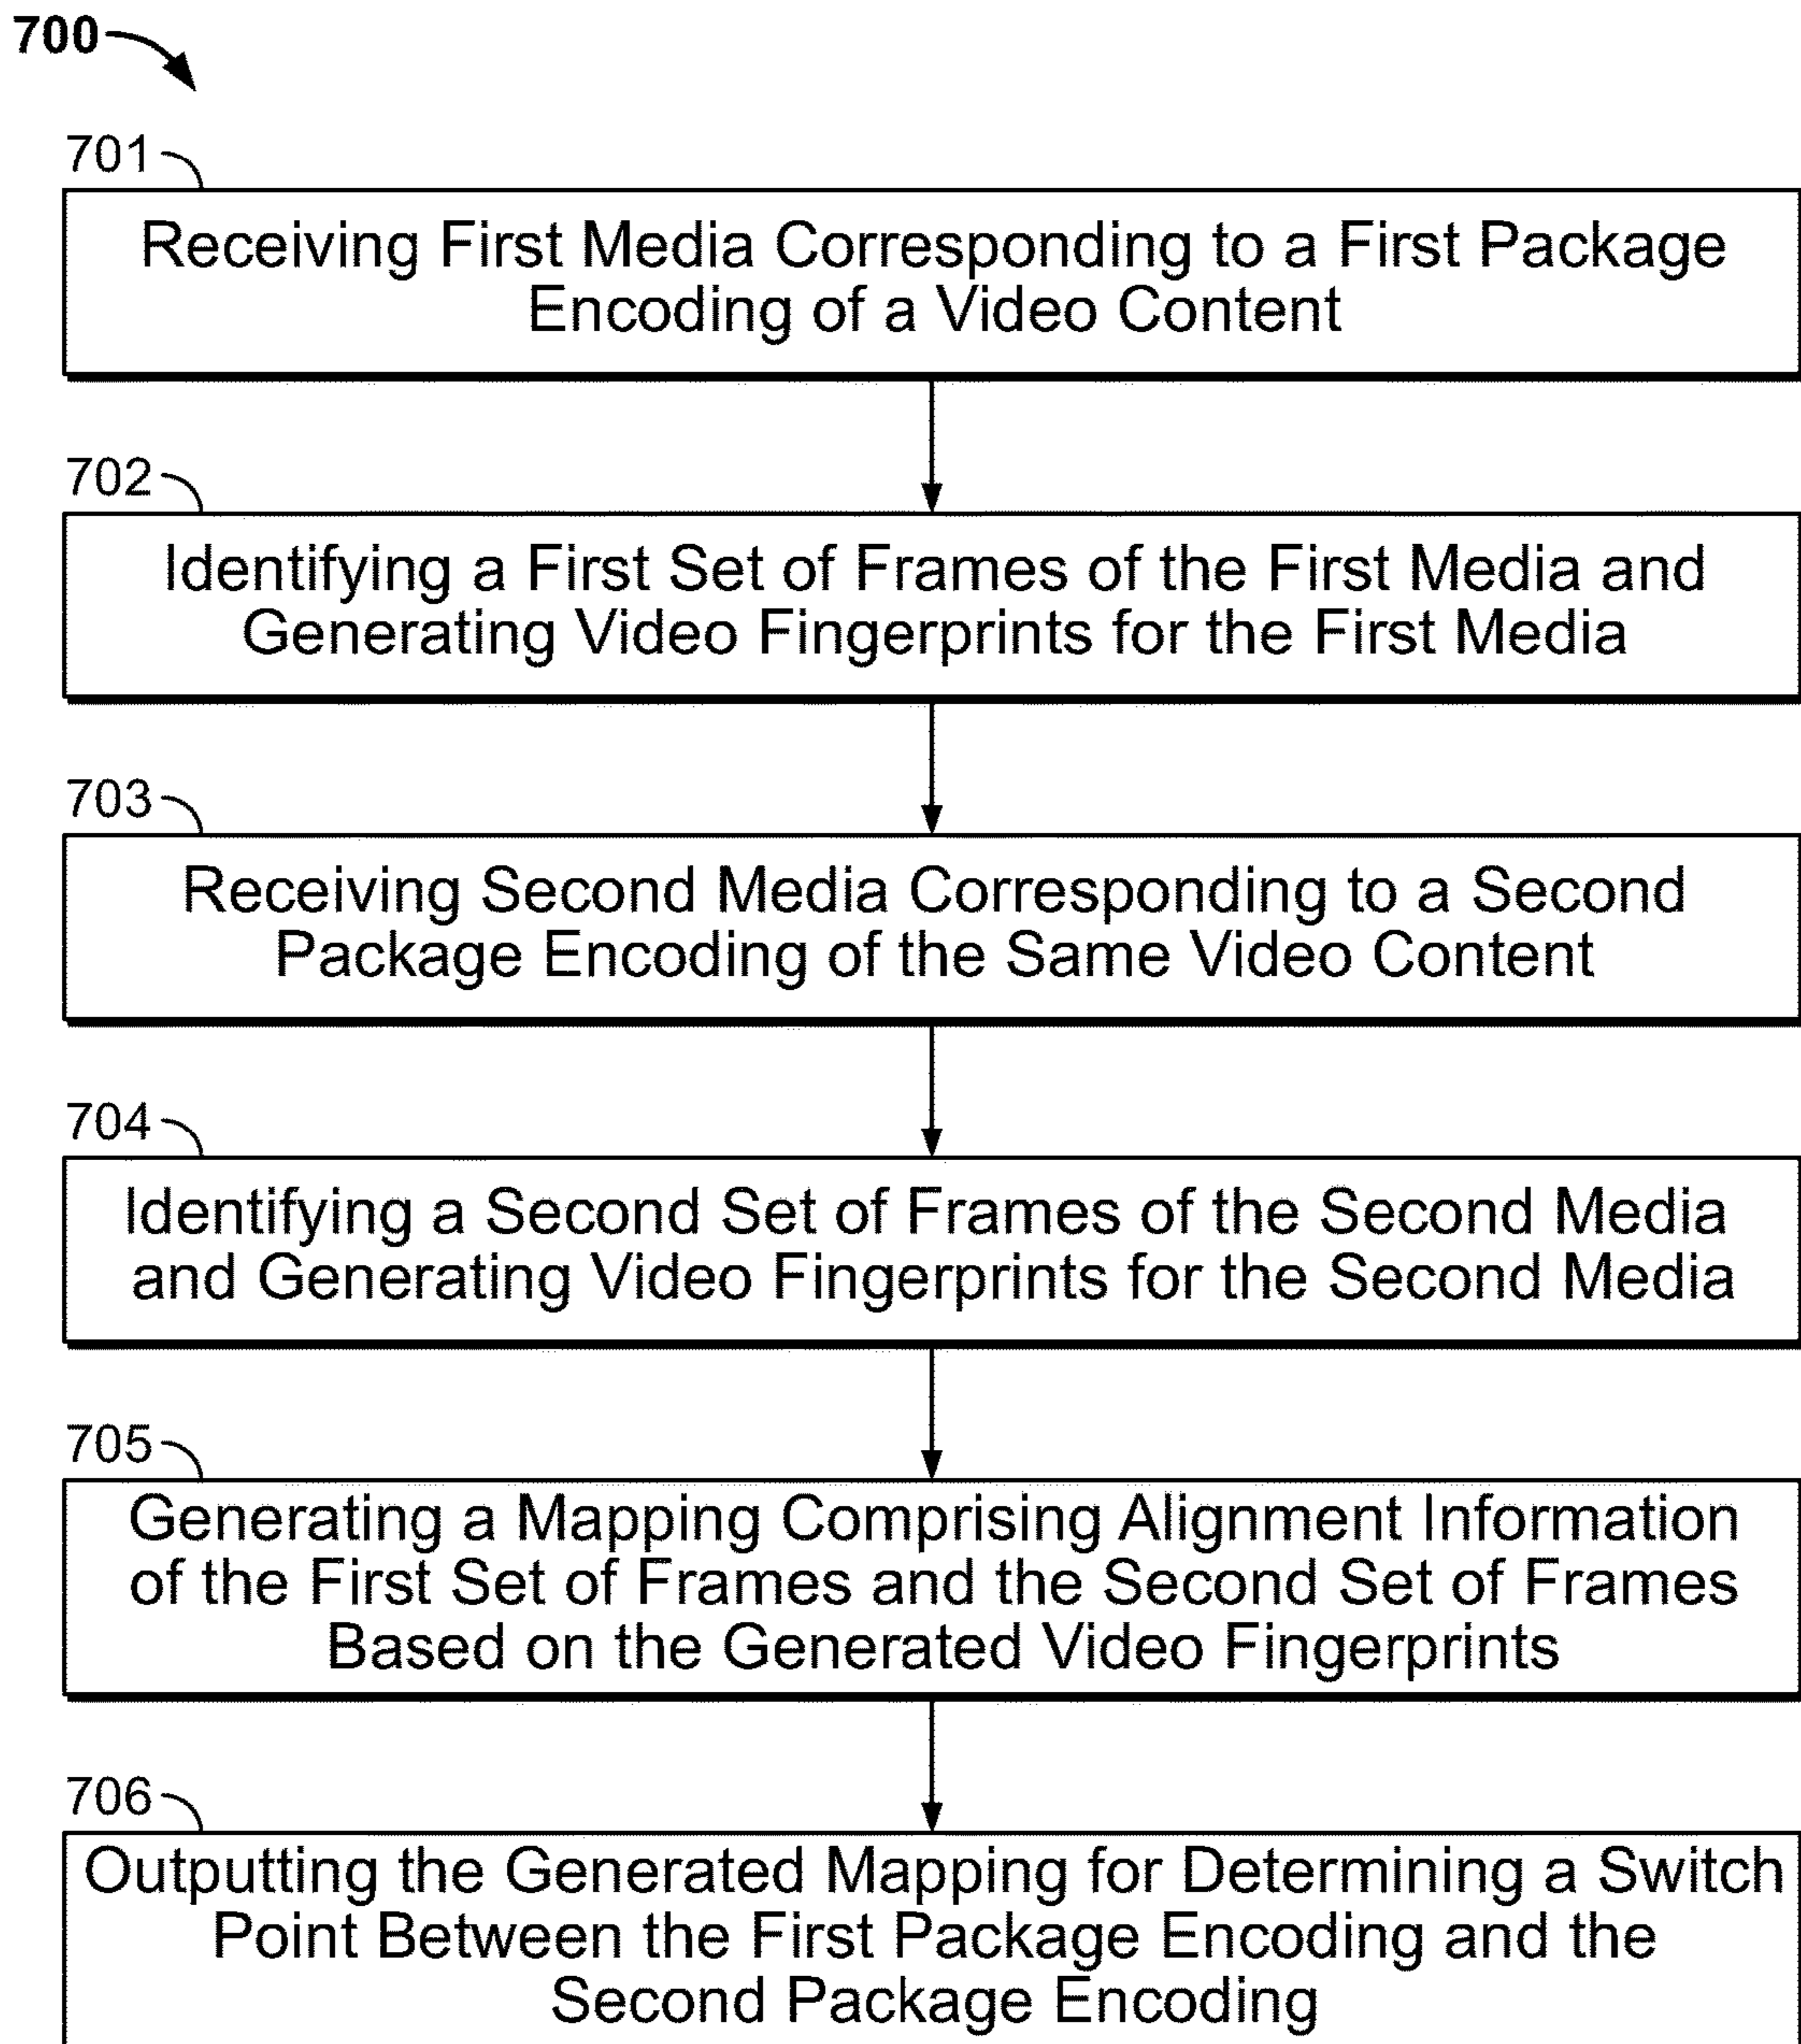 700
701
Receiving First Media Corresponding to a First Package
Encoding of a Video Content
702
Identifying a First Set of Frames of the First Media and
Generating Video Fingerprints for the First Media
703
Receiving Second Media Corresponding to a Second
Package Encoding of the Same Video Content
704
Identifying a Second Set of Frames of the Second Media
and Generating Video Fingerprints for the Second Media
705
Generating a Mapping Comprising Alignment Information
of the First Set of Frames and the Second Set of Frames
Based on the Generated Video Fingerprints
706
Outputting the Generated Mapping for Determining a Switch
Point Between the First Package Encoding and the
Second Package Encoding